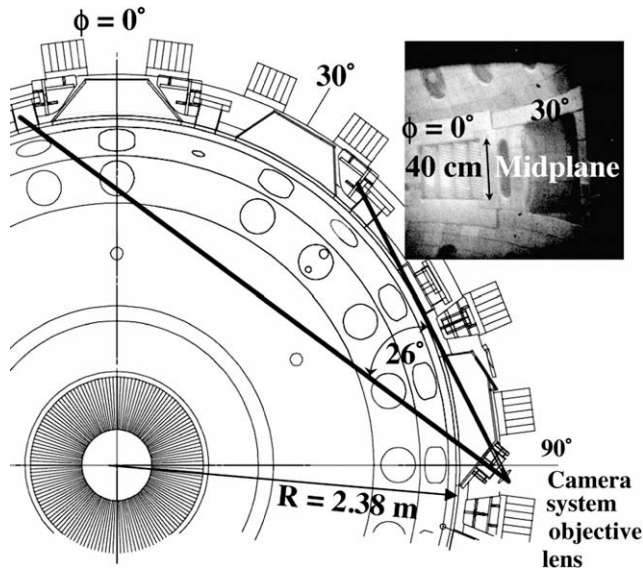 ϕ = 0°
30°
ϕ = 0°
30°
40 cm
Midplane
26°
90°
R = 2.38 m
Camera
system
objective
lens